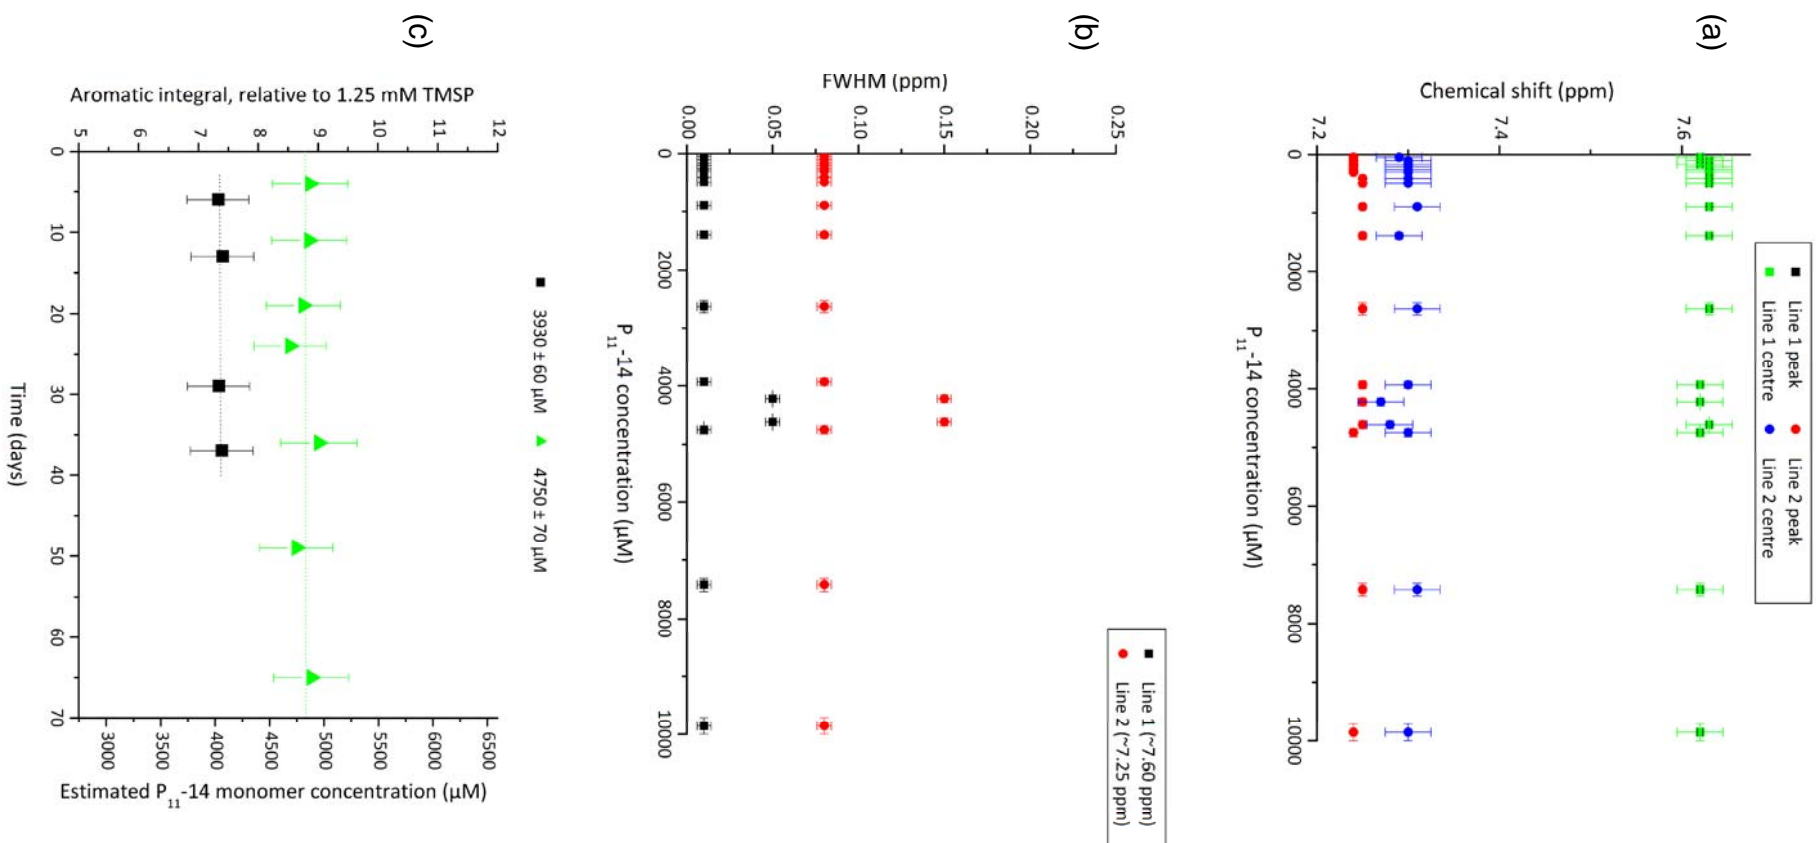 (a)
Line 1 peak
Line 2 peak
Line 1 centre
Line 2 centre
Chemical shift (ppm)
7.6
7.4
7.2
0
2000
4000
6000
8000
10000
P11-14 concentration (µM)
(b)
Line 1 (~7.60 ppm)
Line 2 (~7.25 ppm)
FWHM (ppm)
0.25
0.20
0.15
0.10
0.05
0.00
0
2000
4000
6000
8000
10000
P11-14 concentration (µM)
(c)
3930 ± 60 µM
4750 ± 70 µM
Aromatic integral, relative to 1.25 mM TMSP
12
11
10
9
8
7
6
5
0
10
20
30
40
50
60
70
Time (days)
6500
6000
5500
5000
4500
4000
3500
3000
Estimated P11-14 monomer concentration (µM)